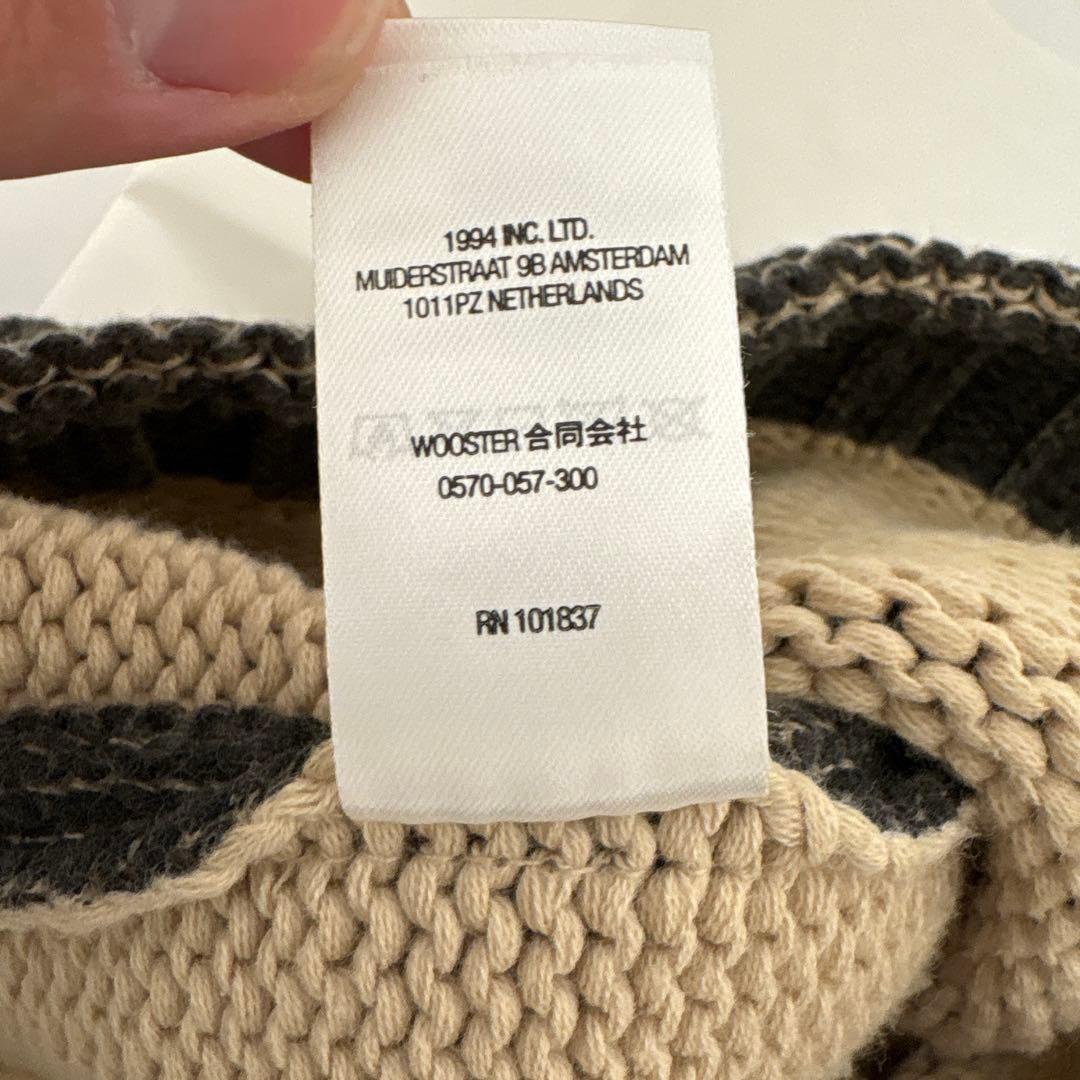 1994 INC. LTD.
MUIDERSTRAAT 9B AMSTERDAM
1011PZ NETHERLANDS
WOOSTER 合同会社
0570-057-300
RN 101837